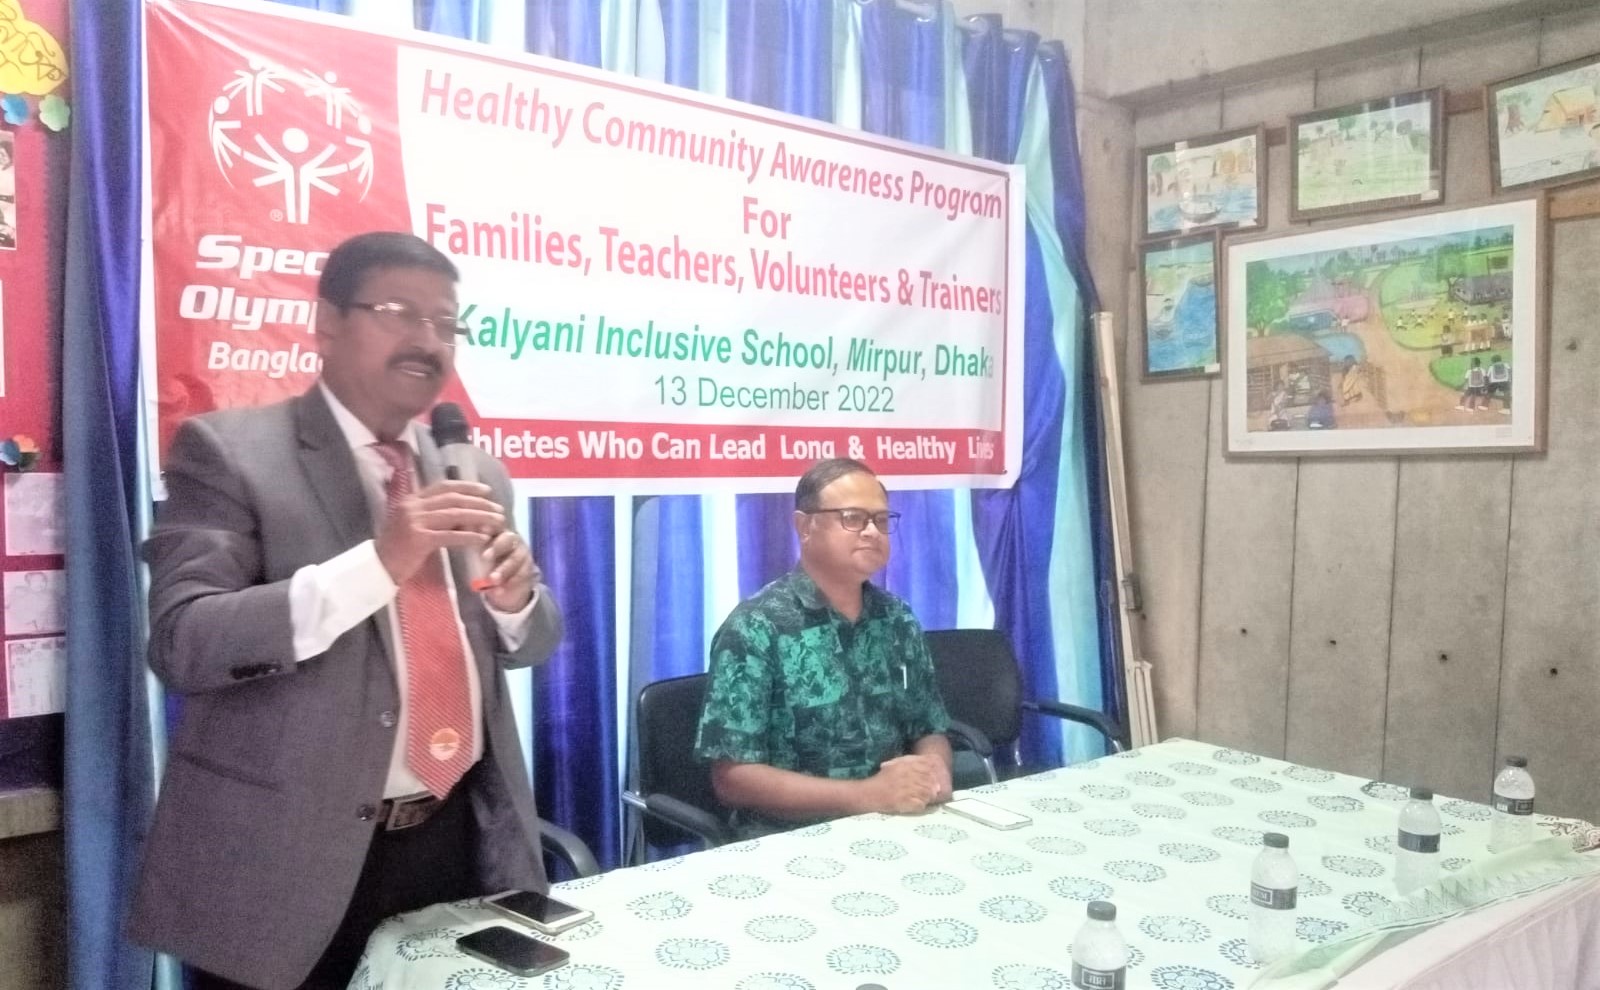 Healthy Community Awareness Program
For
Families, Teachers, Volunteers & Trainers
Kalyani Inclusive School, Mirpur, Dhaka
13 December 2022
Athletes Who Can Lead Long & Healthy Lives
®
Special
Olympics
Bangladesh